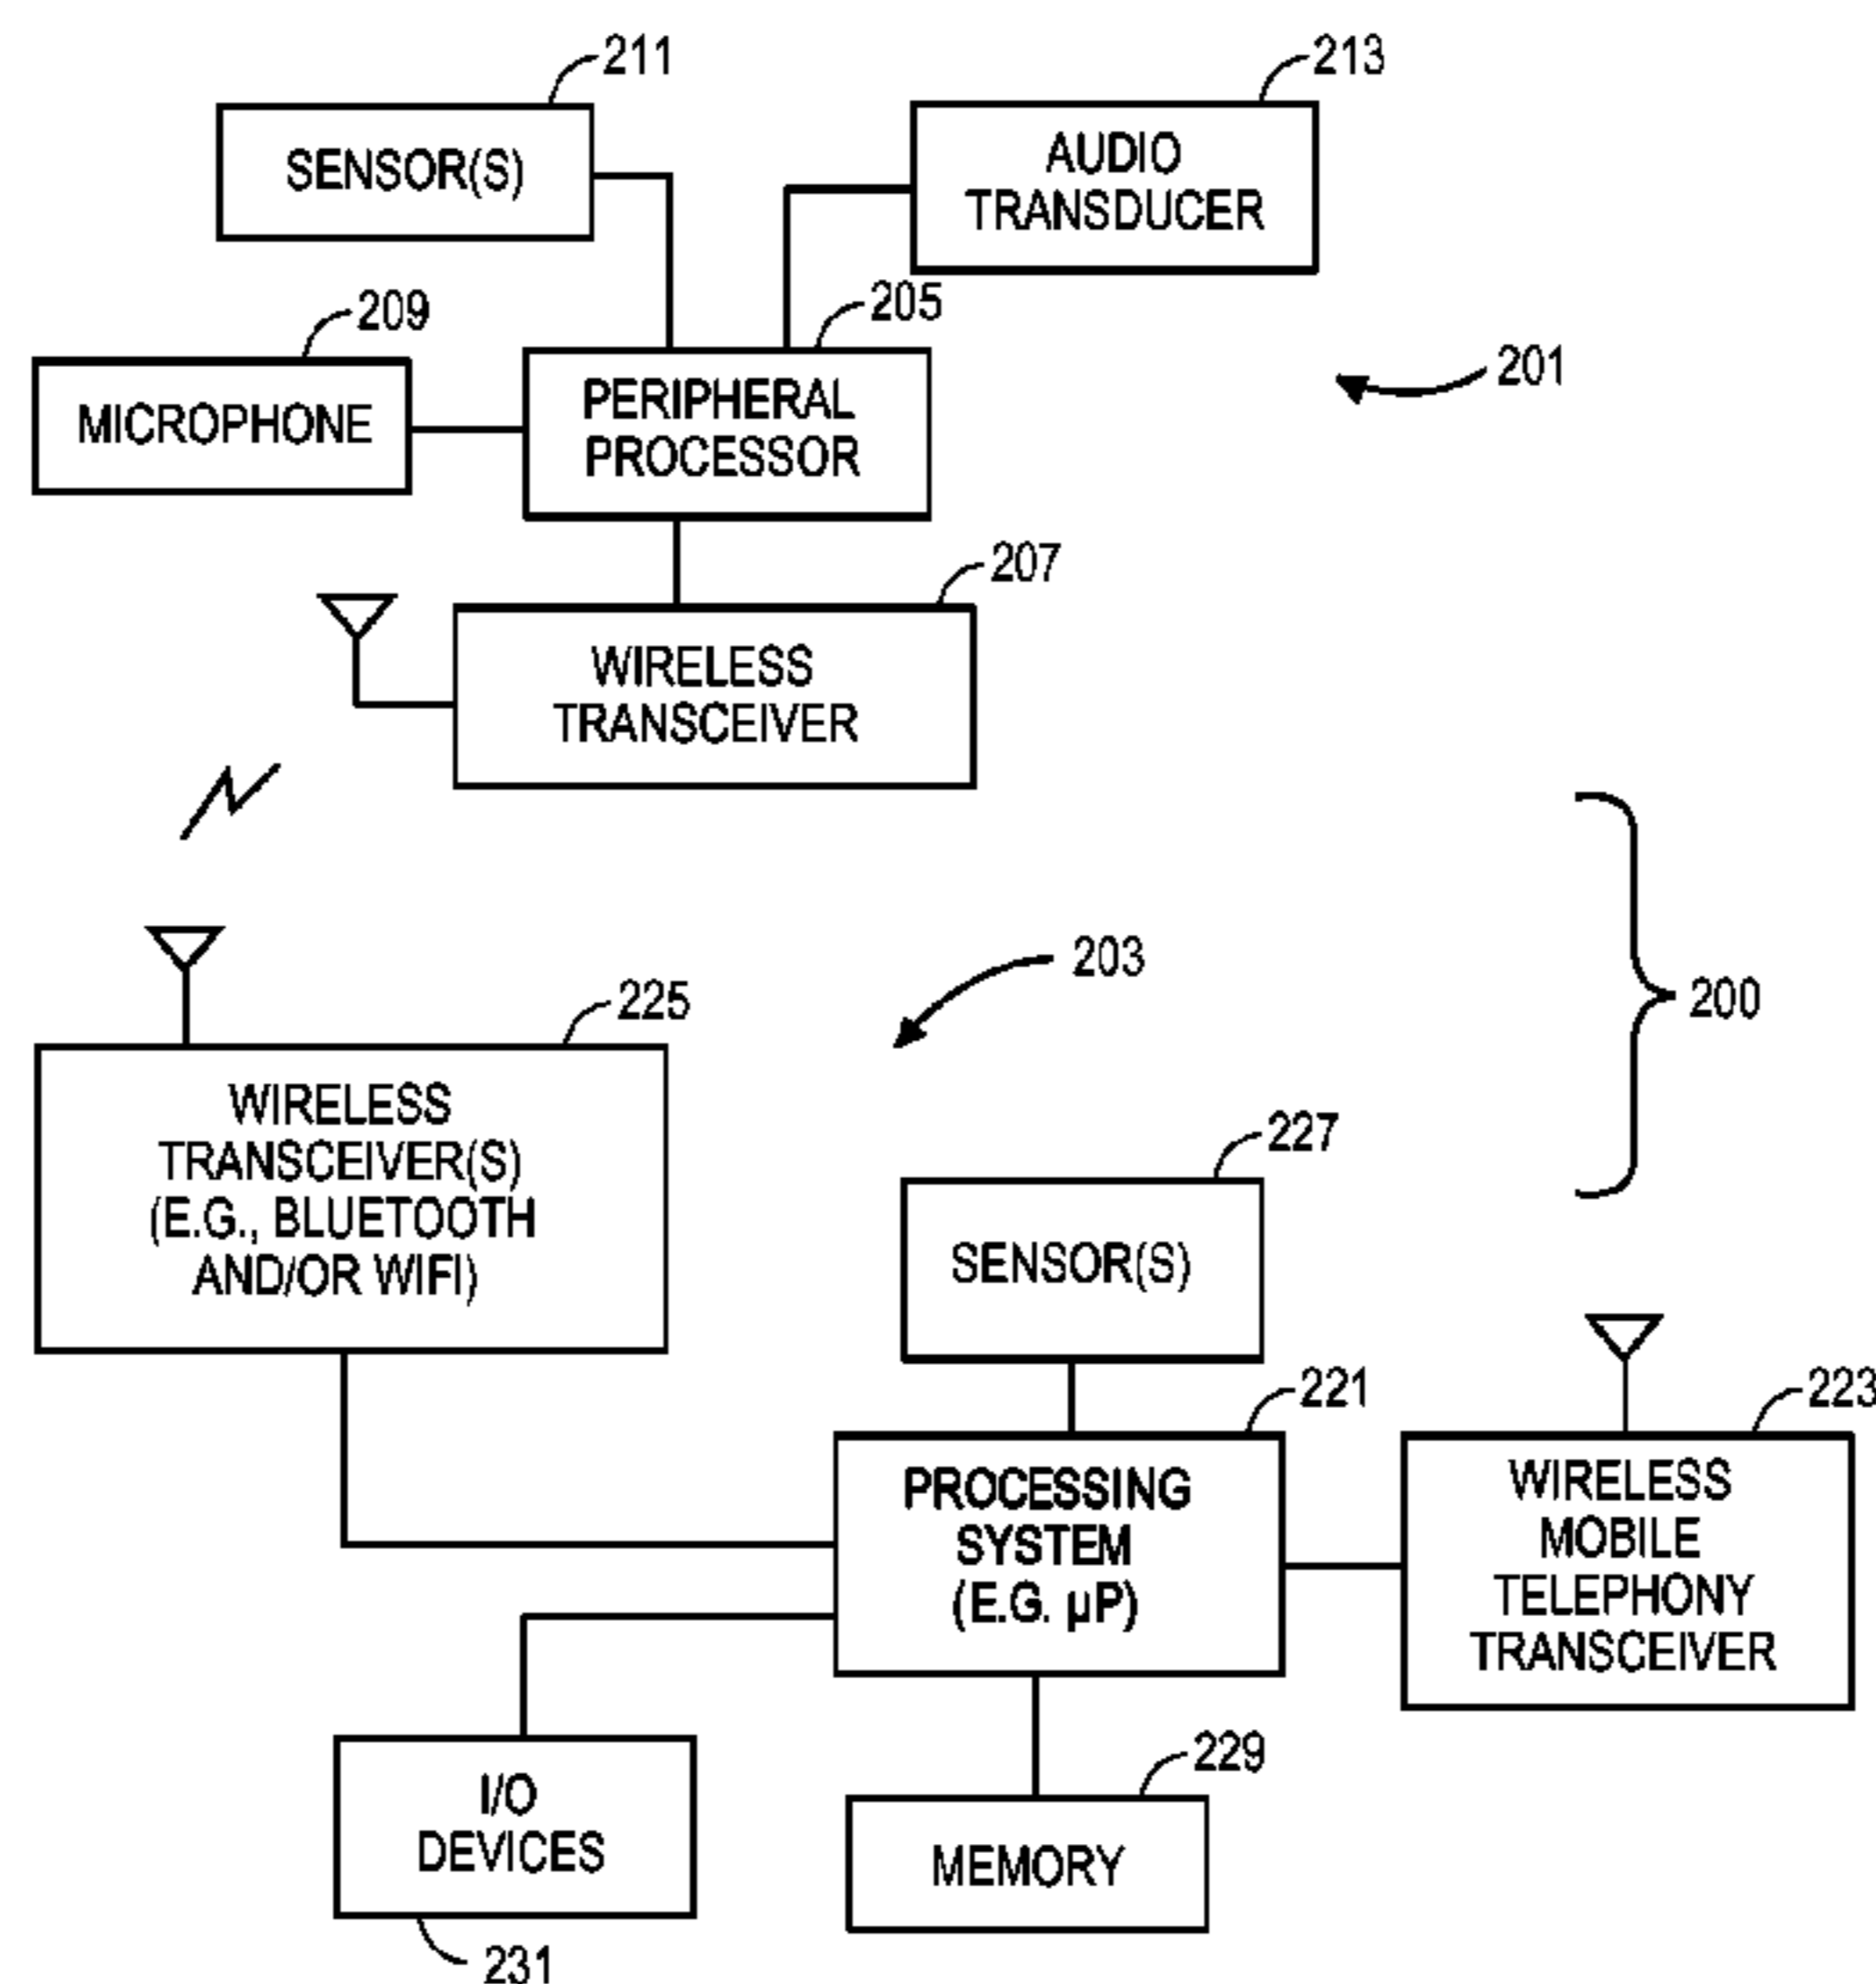 211
213
SENSOR(S)
AUDIO
TRANSDUCER
209
205
201
MICROPHONE
PERIPHERAL
PROCESSOR
207
WIRELESS
TRANSCEIVER
203
200
225
WIRELESS
TRANSCEIVER(S)
(E.G., BLUETOOTH
AND/OR WIFI)
227
SENSOR(S)
221
223
PROCESSING
SYSTEM
(E.G. µP)
WIRELESS
MOBILE
TELEPHONY
TRANSCEIVER
229
I/O
DEVICES
MEMORY
231